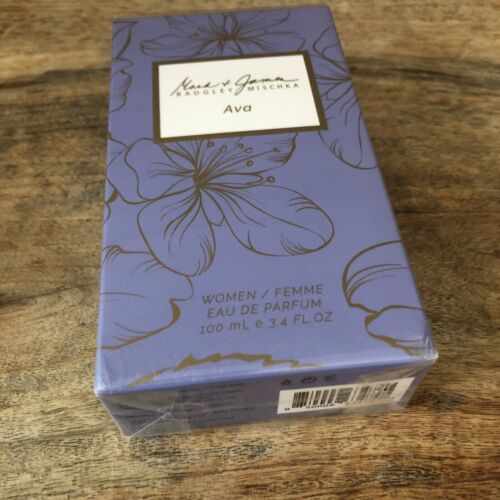 Mark + James
BADGLEY MISCHKA
Ava
WOMEN / FEMME
EAU DE PARFUM
100 mL e 3.4 FL.OZ